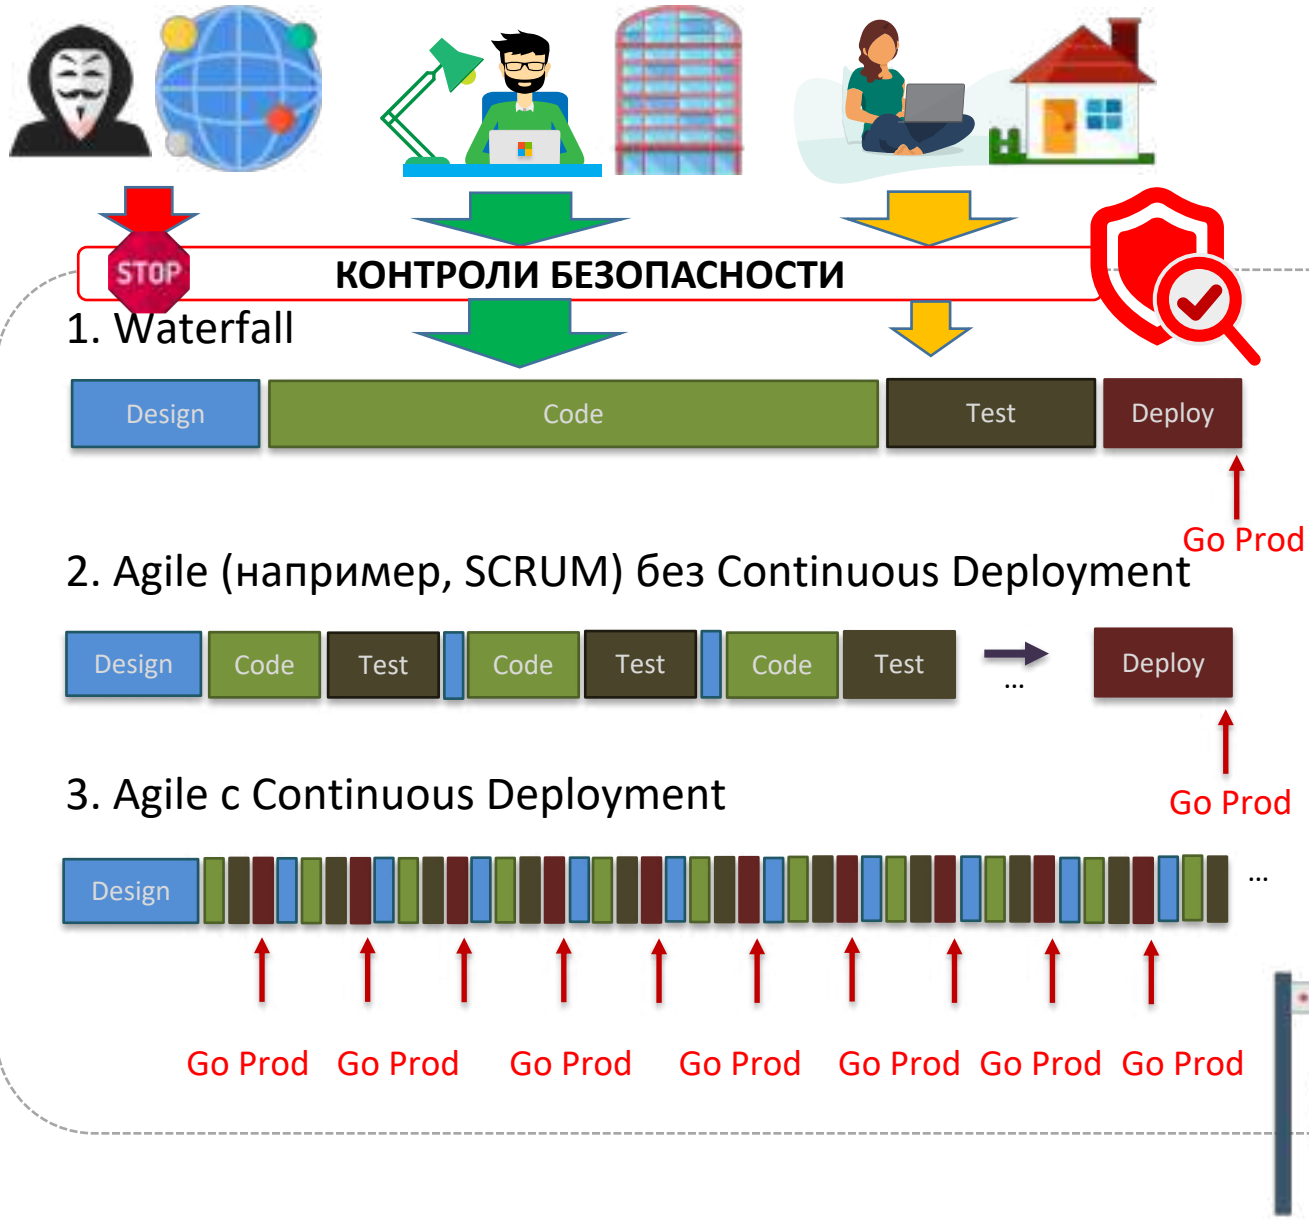 STOP
КОНТРОЛИ БЕЗОПАСНОСТИ
1. Waterfall
Design
Code
Test
Deploy
Go Prod
2. Agile (например, SCRUM) без Continuous Deployment
Design
Code
Test
Code
Test
Code
Test
...
Deploy
Go Prod
3. Agile с Continuous Deployment
Design
...
Go Prod
Go Prod
Go Prod
Go Prod
Go Prod
Go Prod
Go Prod